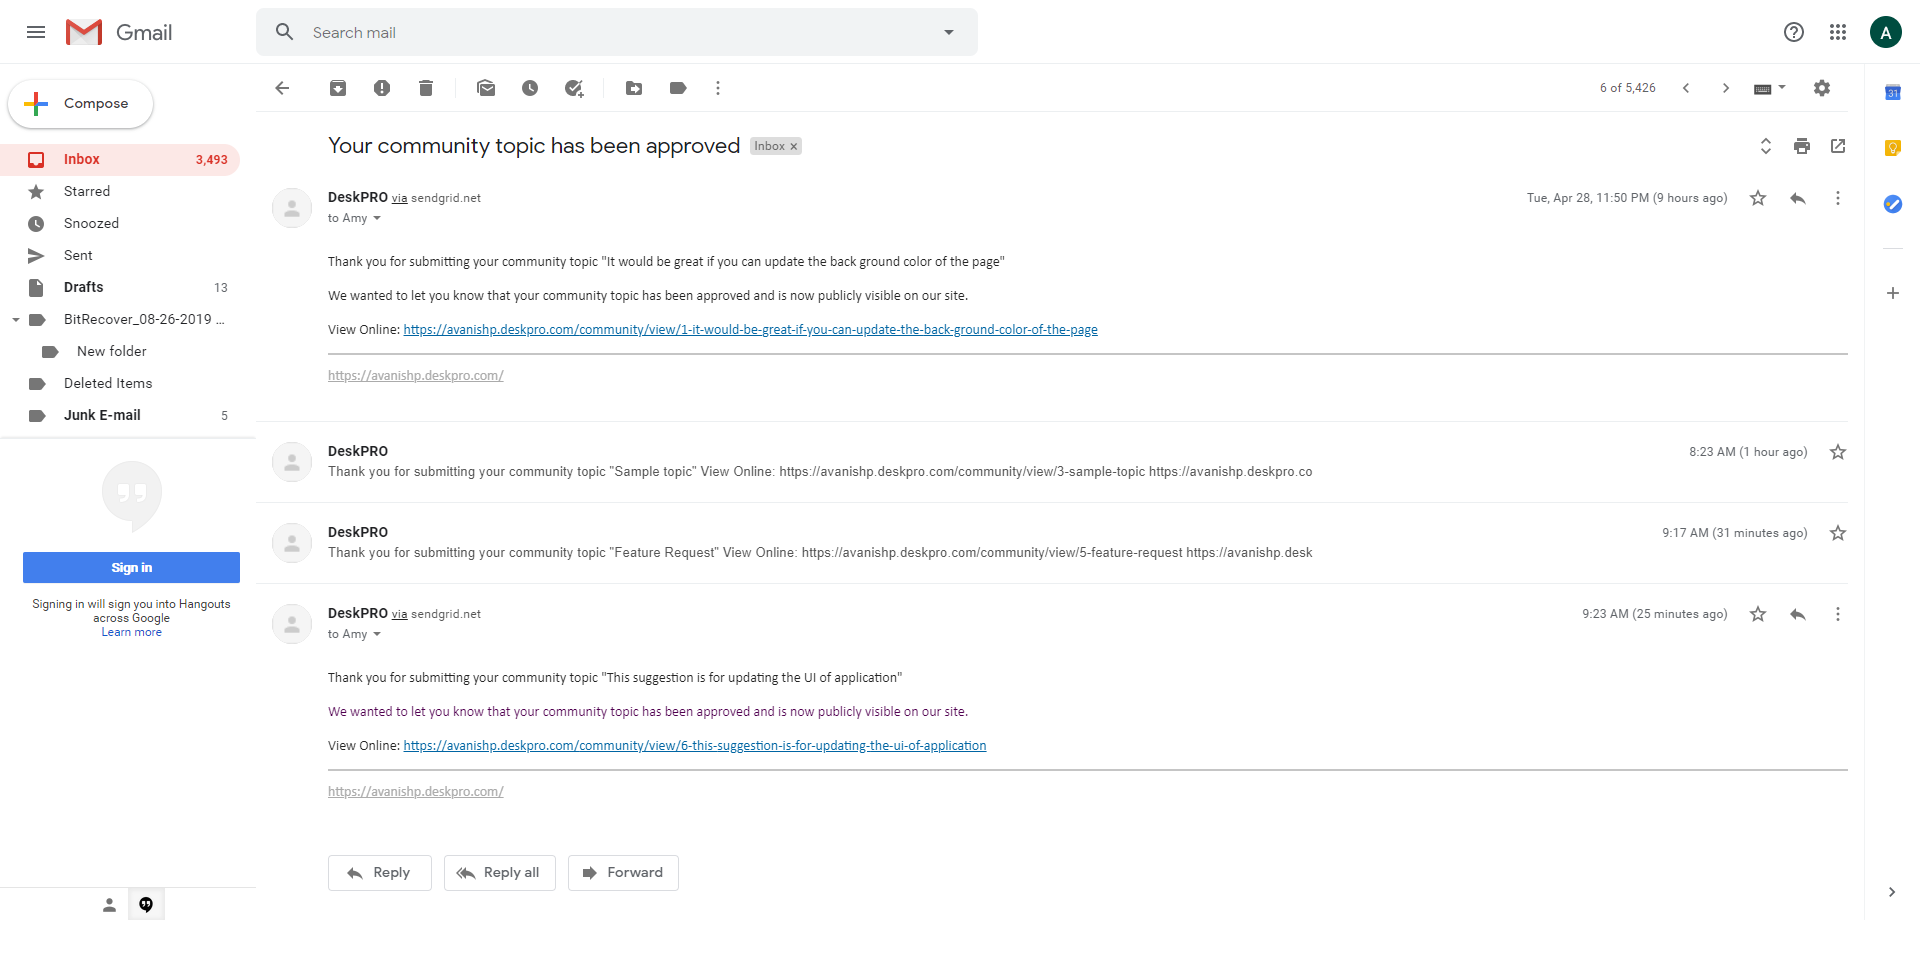 Gmail
Search mail
A
Compose
6 of 5,426
31
Inbox 3,493
Starred
Snoozed
Sent
Drafts 13
BitRecover_08-26-2019 ...
New folder
Deleted Items
Junk E-mail 5
Sign in
Signing in will sign you into Hangouts
across Google
Learn more
Your community topic has been approved Inbox x
DeskPRO via sendgrid.net Tue, Apr 28, 11:50 PM (9 hours ago)
to Amy
Thank you for submitting your community topic "It would be great if you can update the back ground color of the page"
We wanted to let you know that your community topic has been approved and is now publicly visible on our site.
View Online: https://avanishp.deskpro.com/community/view/1-it-would-be-great-if-you-can-update-the-back-ground-color-of-the-page
https://avanishp.deskpro.com/
DeskPRO 8:23 AM (1 hour ago)
Thank you for submitting your community topic "Sample topic" View Online: https://avanishp.deskpro.com/community/view/3-sample-topic https://avanishp.deskpro.co
DeskPRO 9:17 AM (31 minutes ago)
Thank you for submitting your community topic "Feature Request" View Online: https://avanishp.deskpro.com/community/view/5-feature-request https://avanishp.desk
DeskPRO via sendgrid.net 9:23 AM (25 minutes ago)
to Amy
Thank you for submitting your community topic "This suggestion is for updating the UI of application"
We wanted to let you know that your community topic has been approved and is now publicly visible on our site.
View Online: https://avanishp.deskpro.com/community/view/6-this-suggestion-is-for-updating-the-ui-of-application
https://avanishp.deskpro.com/
Reply
Reply all
Forward